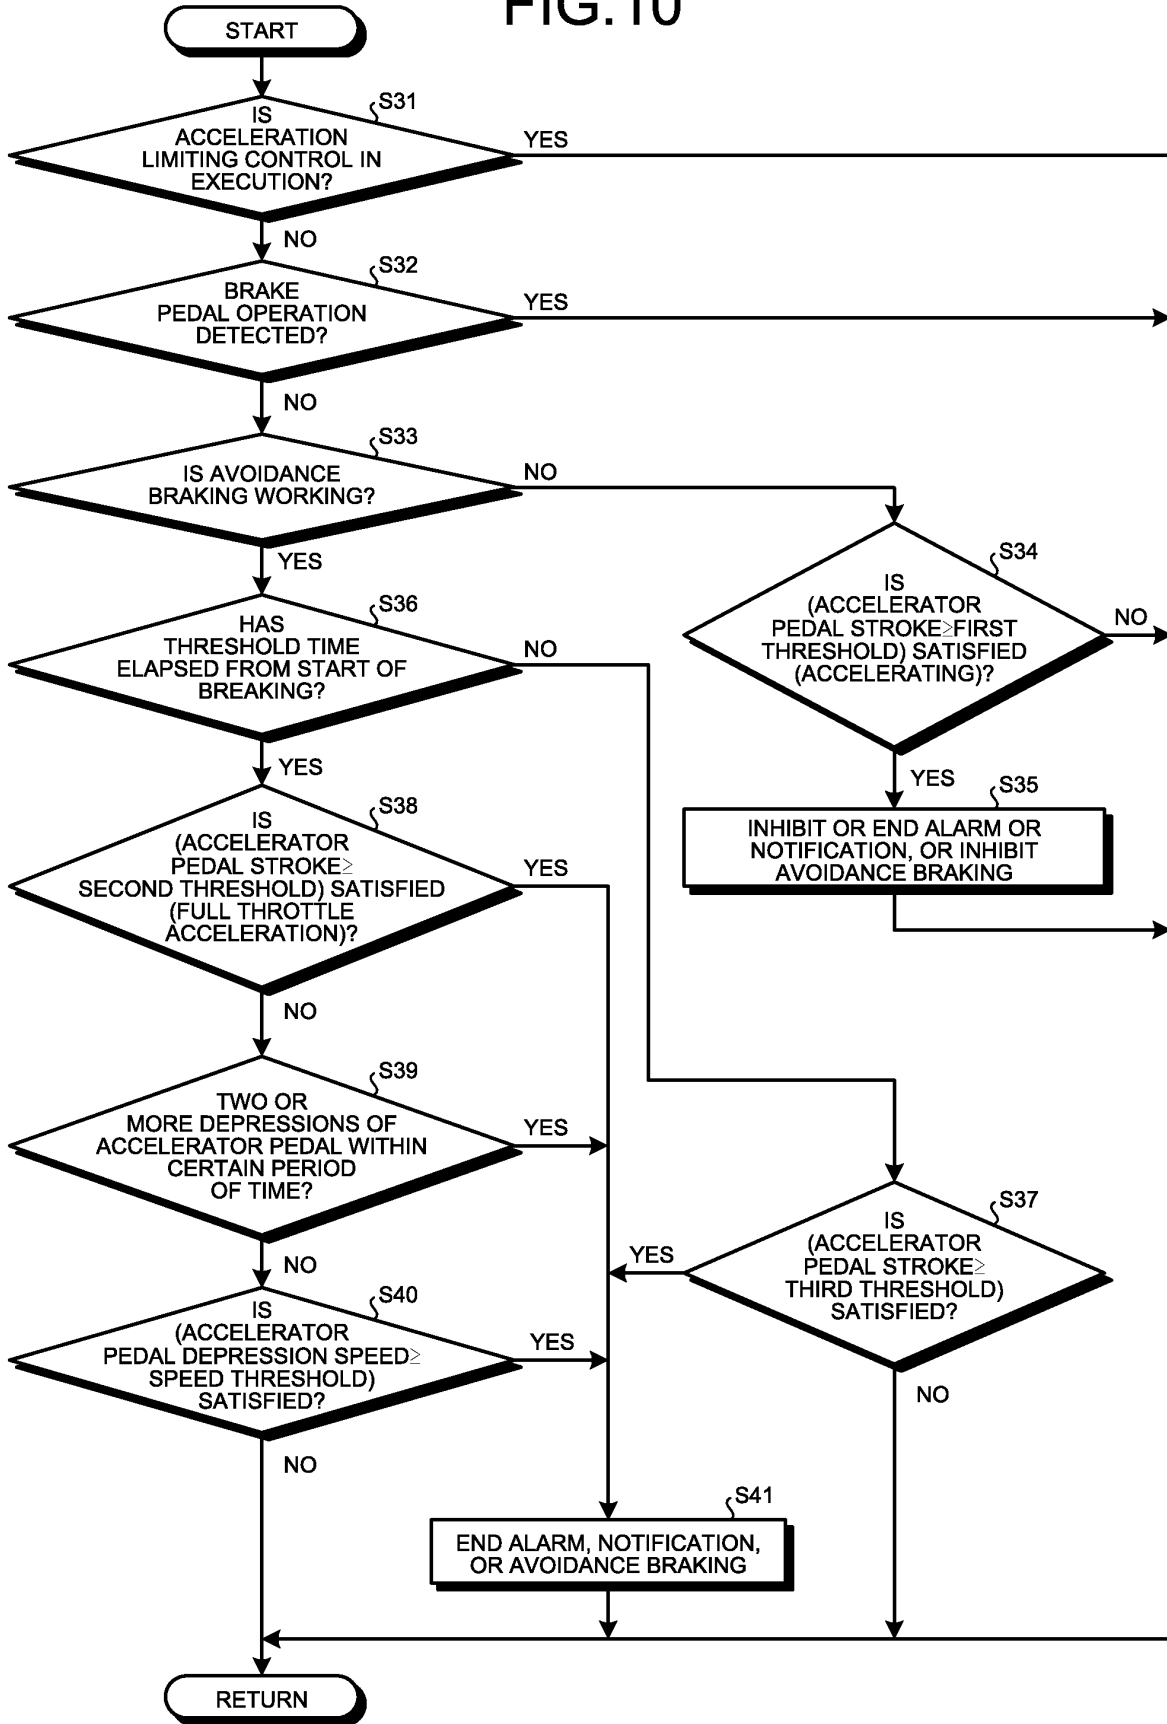 FIG.10
START
S31
IS
ACCELERATION
LIMITING CONTROL IN
EXECUTION?
YES
NO
S32
BRAKE
PEDAL OPERATION
DETECTED?
YES
NO
S33
IS AVOIDANCE
BRAKING WORKING?
NO
YES
S34
IS
(ACCELERATOR
PEDAL STROKE≥FIRST
THRESHOLD) SATISFIED
(ACCELERATING)?
NO
YES
S35
INHIBIT OR END ALARM OR
NOTIFICATION, OR INHIBIT
AVOIDANCE BRAKING
S36
HAS
THRESHOLD TIME
ELAPSED FROM START OF
BREAKING?
NO
YES
S38
IS
(ACCELERATOR
PEDAL STROKE≥
SECOND THRESHOLD) SATISFIED
(FULL THROTTLE
ACCELERATION)?
YES
NO
S39
TWO OR
MORE DEPRESSIONS OF
ACCELERATOR PEDAL WITHIN
CERTAIN PERIOD
OF TIME?
YES
NO
S37
IS
(ACCELERATOR
PEDAL STROKE≥
THIRD THRESHOLD)
SATISFIED?
YES
NO
S40
IS
(ACCELERATOR
PEDAL DEPRESSION SPEED≥
SPEED THRESHOLD)
SATISFIED?
YES
NO
S41
END ALARM, NOTIFICATION,
OR AVOIDANCE BRAKING
RETURN